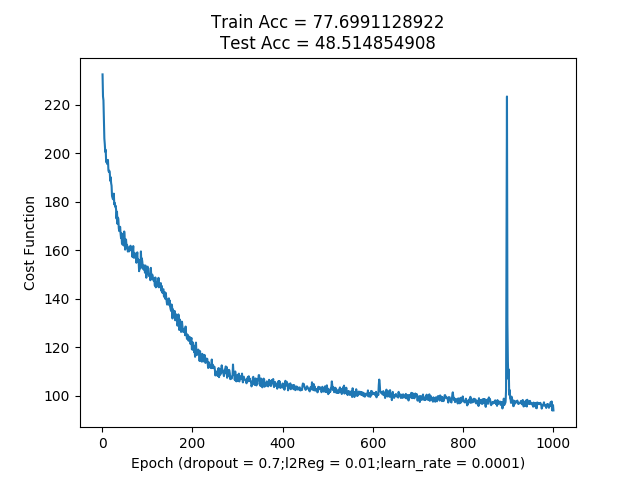 Train Acc = 77.6991128922
Test Acc = 48.514854908
220
200
180
160
140
120
100
Cost Function
0 200 400 600 800 1000
Epoch (dropout = 0.7;l2Reg = 0.01;learn_rate = 0.0001)